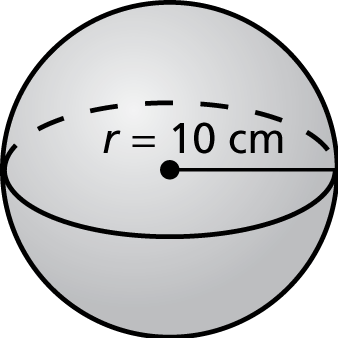 r = 10 cm